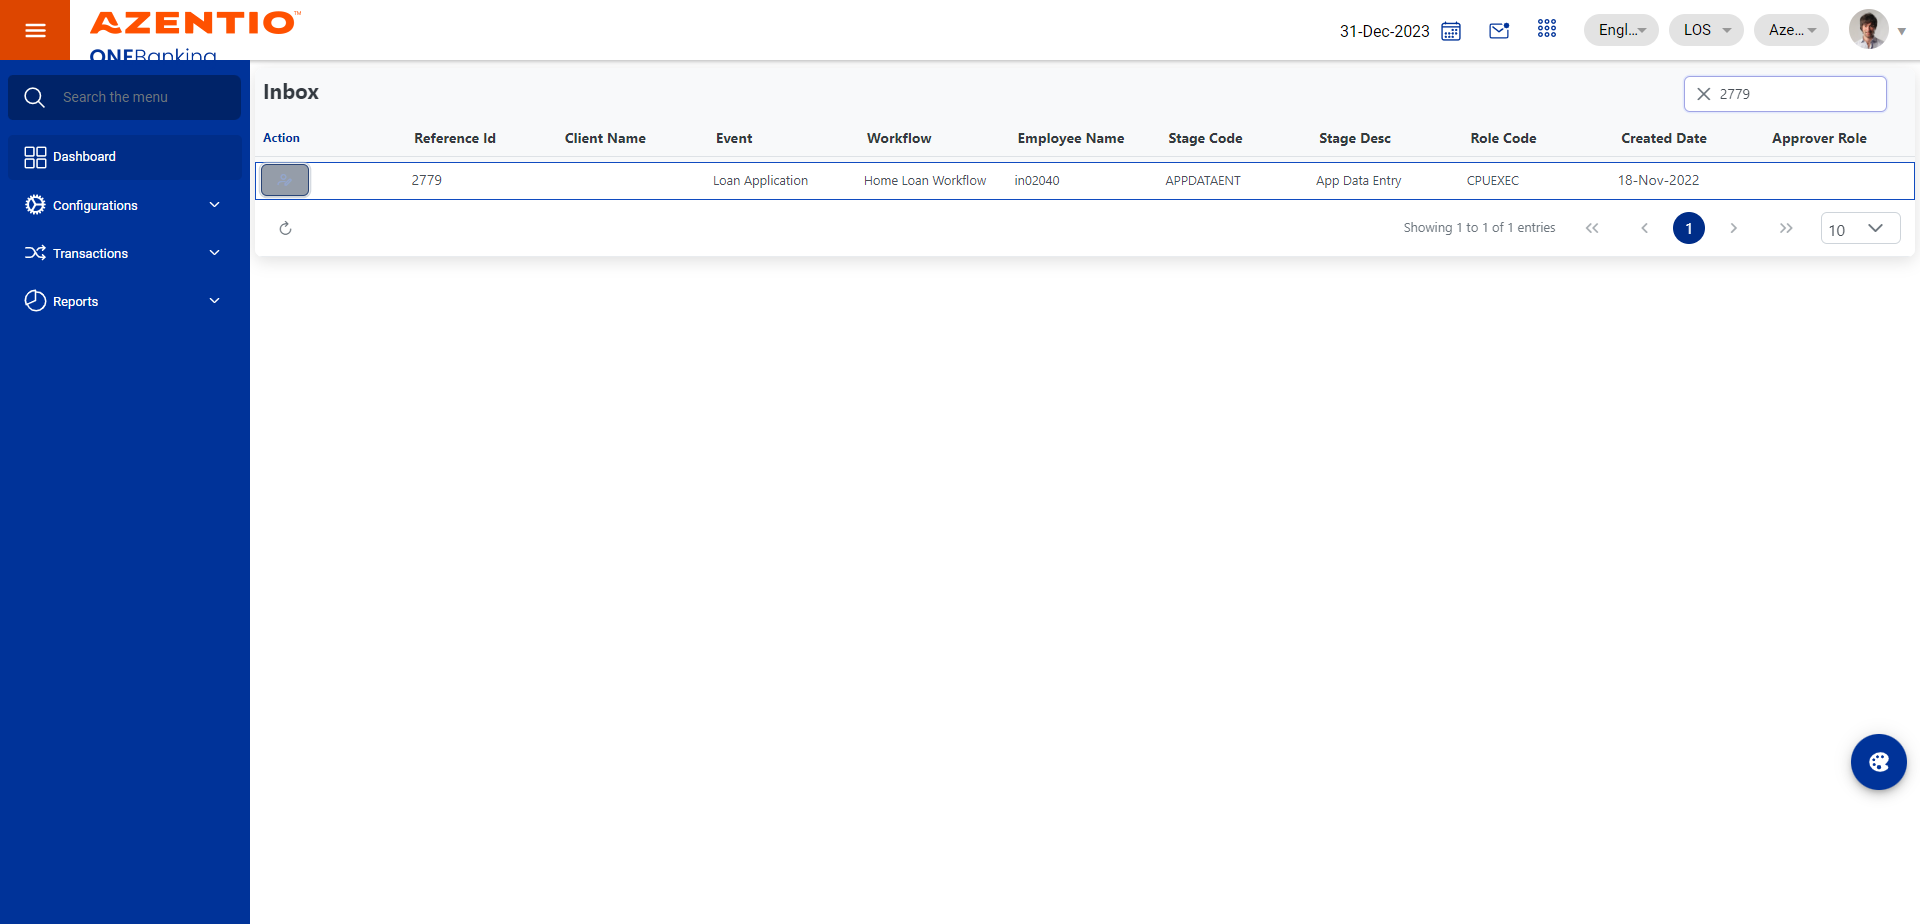 AZENTIO™
ONEBanking
31-Dec-2023
Engl...
LOS
Aze...
Search the menu
Dashboard
Configurations
Transactions
Reports
Inbox
2779
Action Reference Id Client Name Event Workflow Employee Name Stage Code Stage Desc Role Code Created Date Approver Role
2779 Loan Application Home Loan Workflow in02040 APPDATAENT App Data Entry CPUEXEC 18-Nov-2022
Showing 1 to 1 of 1 entries
1
10